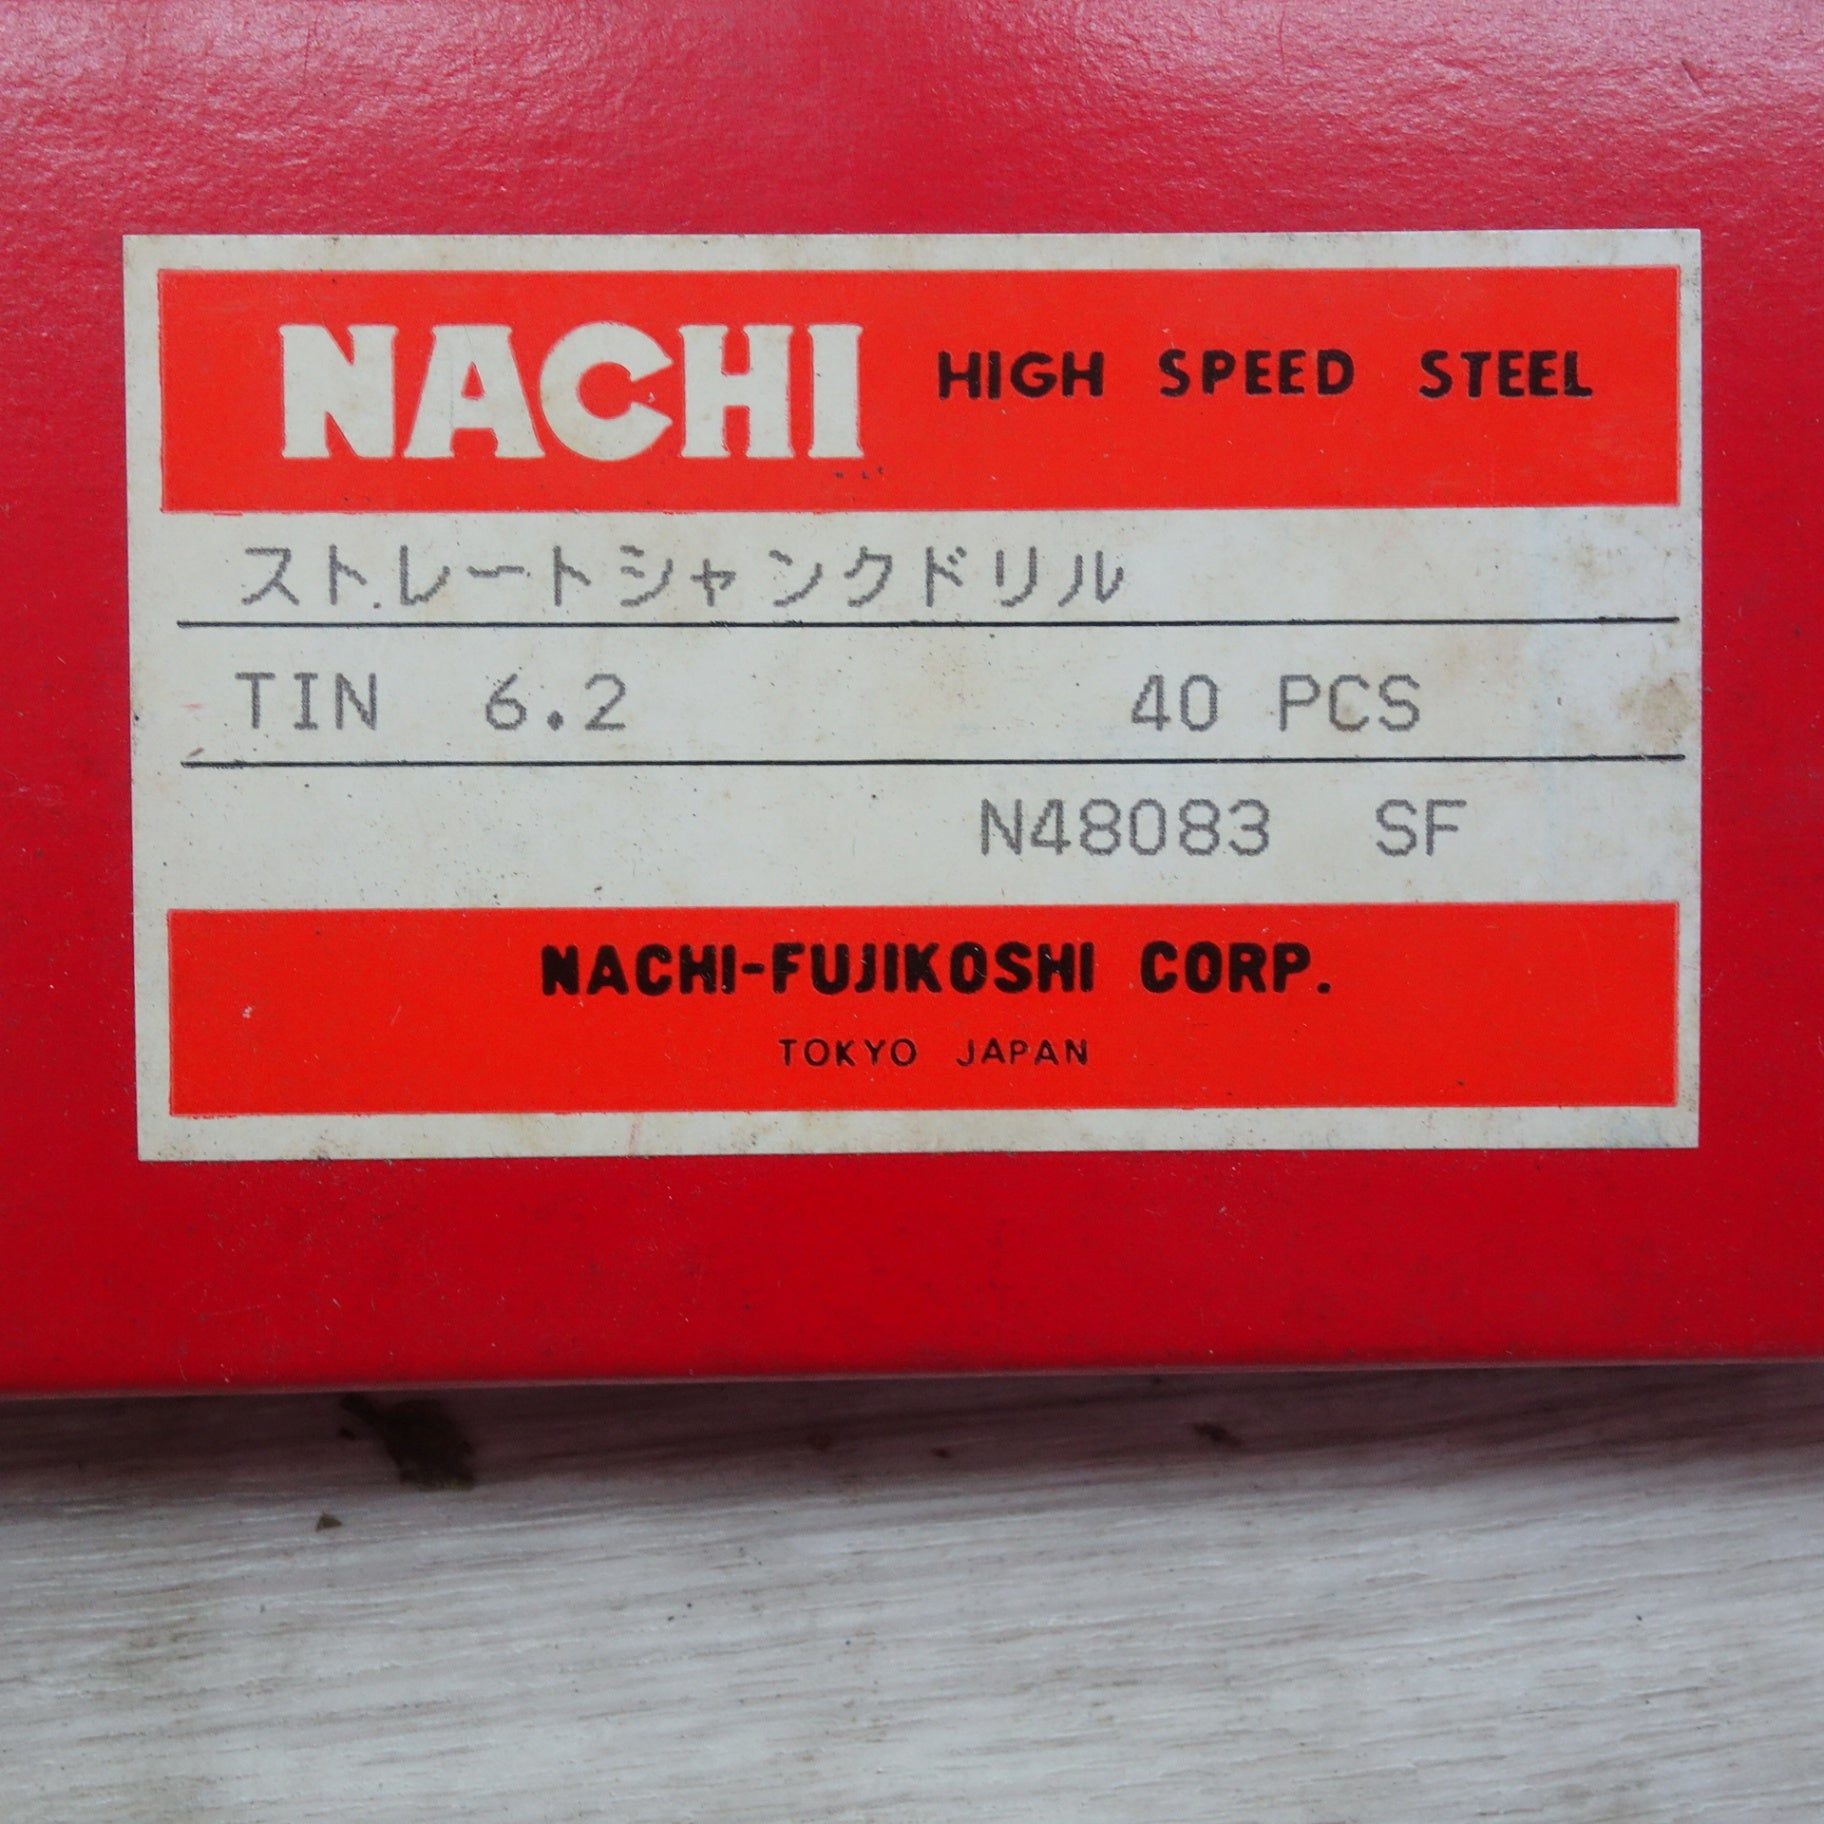 NACHI HIGH SPEED STEEL
ストレートシャンクドリル
TIN 6.2 40 PCS
N48083 SF
NACHI-FUJIKOSHI CORP.
TOKYO JAPAN